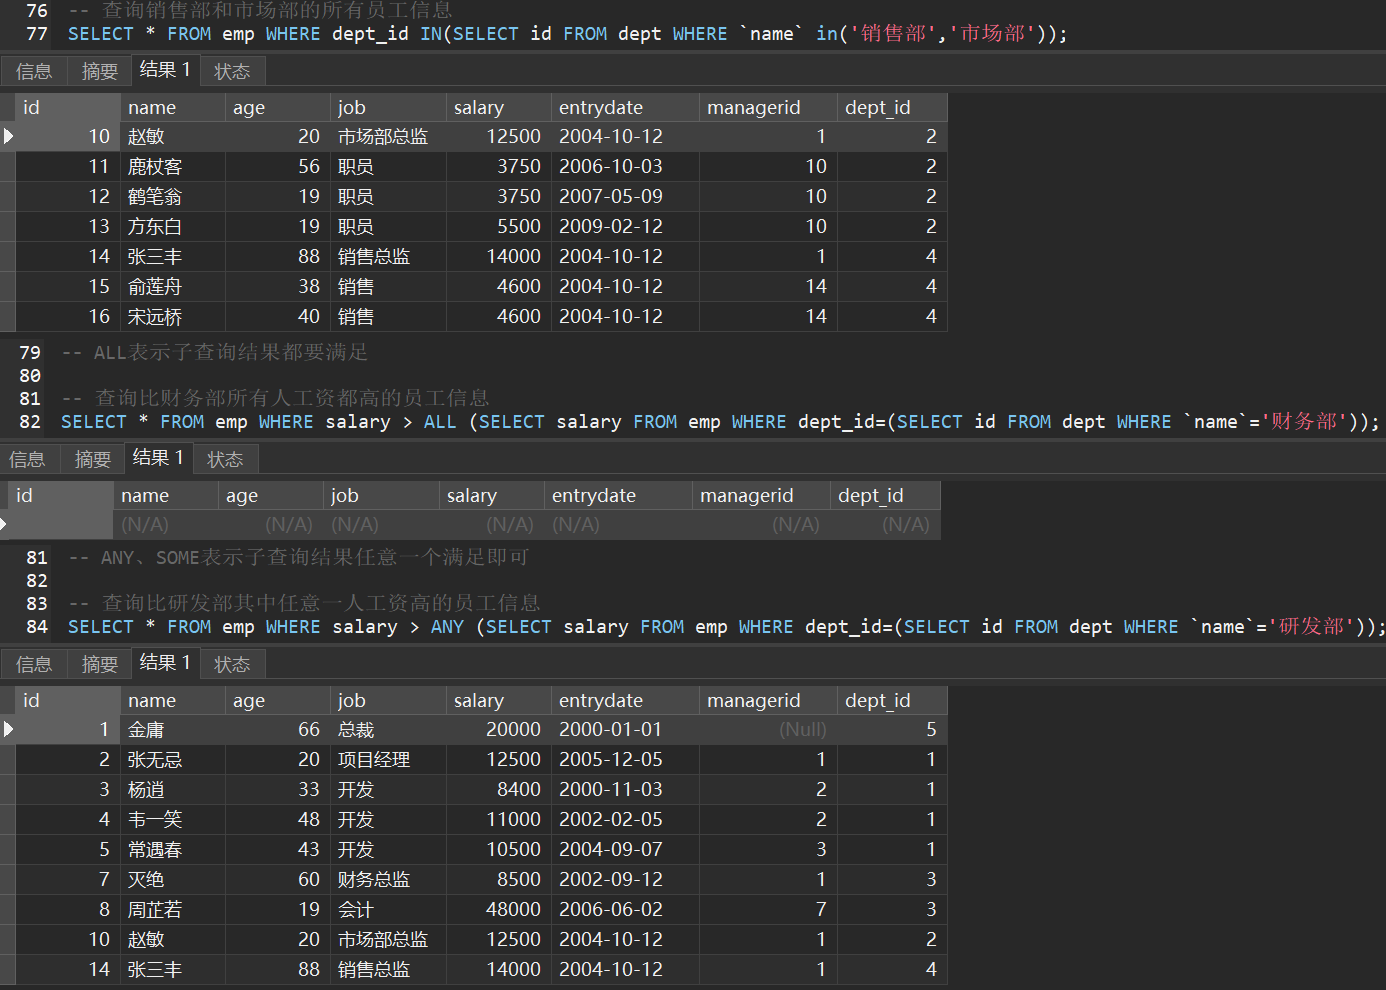 76 -- 查询销售部和市场部的所有员工信息
77 SELECT * FROM emp WHERE dept_id IN(SELECT id FROM dept WHERE `name` in('销售部','市场部'));
信息 摘要 结果 1 状态
id name age job salary entrydate managerid dept_id
10 赵敏 20 市场部总监 12500 2004-10-12 1 2
11 鹿杖客 56 职员 3750 2006-10-03 10 2
12 鹤笔翁 19 职员 3750 2007-05-09 10 2
13 方东白 19 职员 5500 2009-02-12 10 2
14 张三丰 88 销售总监 14000 2004-10-12 1 4
15 俞莲舟 38 销售 4600 2004-10-12 14 4
16 宋远桥 40 销售 4600 2004-10-12 14 4
79 -- ALL表示子查询结果都要满足
80
81 -- 查询比财务部所有人工资都高的员工信息
82 SELECT * FROM emp WHERE salary > ALL (SELECT salary FROM emp WHERE dept_id=(SELECT id FROM dept WHERE `name`='财务部'));
信息 摘要 结果 1 状态
id name age job salary entrydate managerid dept_id
(N/A) (N/A) (N/A) (N/A) (N/A) (N/A) (N/A)
81 -- ANY、SOME表示子查询结果任意一个满足即可
82
83 -- 查询比研发部其中任意一人工资高的员工信息
84 SELECT * FROM emp WHERE salary > ANY (SELECT salary FROM emp WHERE dept_id=(SELECT id FROM dept WHERE `name`='研发部'));
信息 摘要 结果 1 状态
id name age job salary entrydate managerid dept_id
1 金庸 66 总裁 20000 2000-01-01 (Null) 5
2 张无忌 20 项目经理 12500 2005-12-05 1 1
3 杨逍 33 开发 8400 2000-11-03 2 1
4 韦一笑 48 开发 11000 2002-02-05 2 1
5 常遇春 43 开发 10500 2004-09-07 3 1
7 灭绝 60 财务总监 8500 2002-09-12 1 3
8 周芷若 19 会计 48000 2006-06-02 7 3
10 赵敏 20 市场部总监 12500 2004-10-12 1 2
14 张三丰 88 销售总监 14000 2004-10-12 1 4